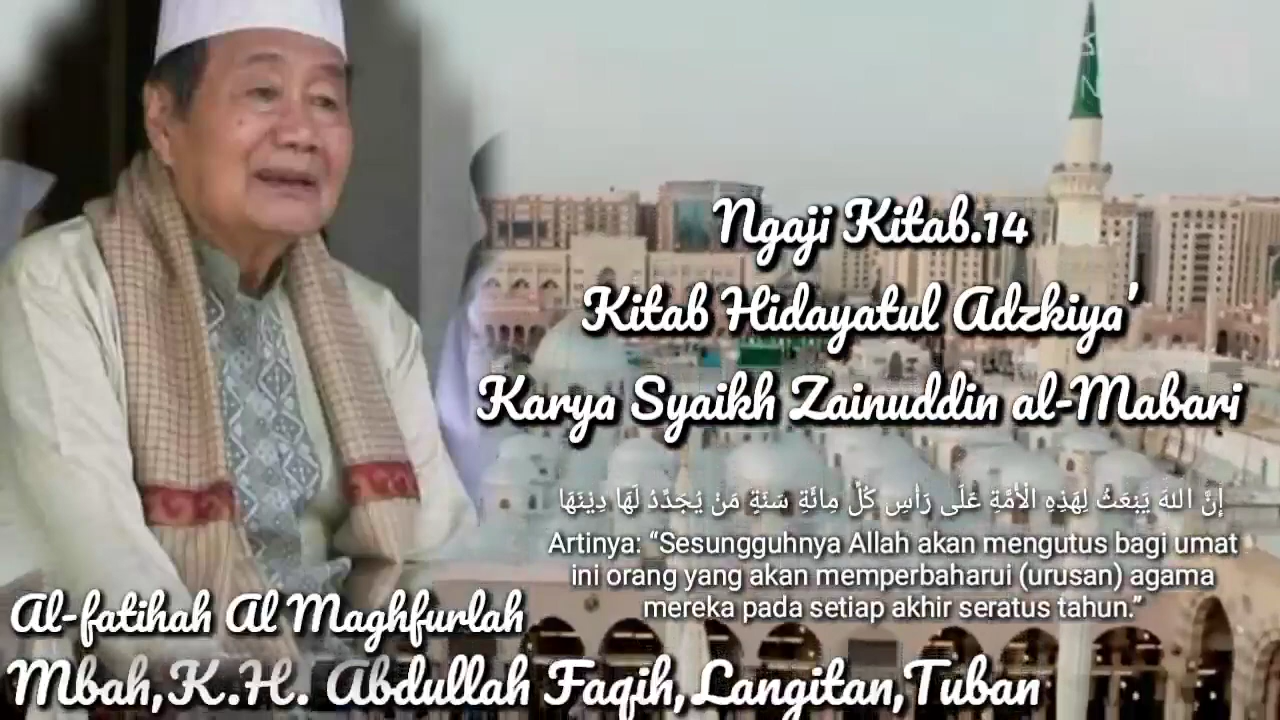 Ngaji Kitab.14
Kitab Hidayatul Adzkiya'
Karya Syaikh Zainuddin al-Mabari
إِنَّ اللهَ يَبْعَثُ لِهَذِهِ الْأُمَّةِ عَلَى رَأْسِ كُلِّ مِائَةِ سَنَةٍ مَنْ يُجَدِّدُ لَهَا دِيْنَهَا
Artinya: “Sesungguhnya Allah akan mengutus bagi umat
ini orang yang akan memperbaharui (urusan) agama
mereka pada setiap akhir seratus tahun.”
Al-fatihah Al Maghfurlah
Mbah,K.H. Abdullah Faqih,Langitan,Tuban